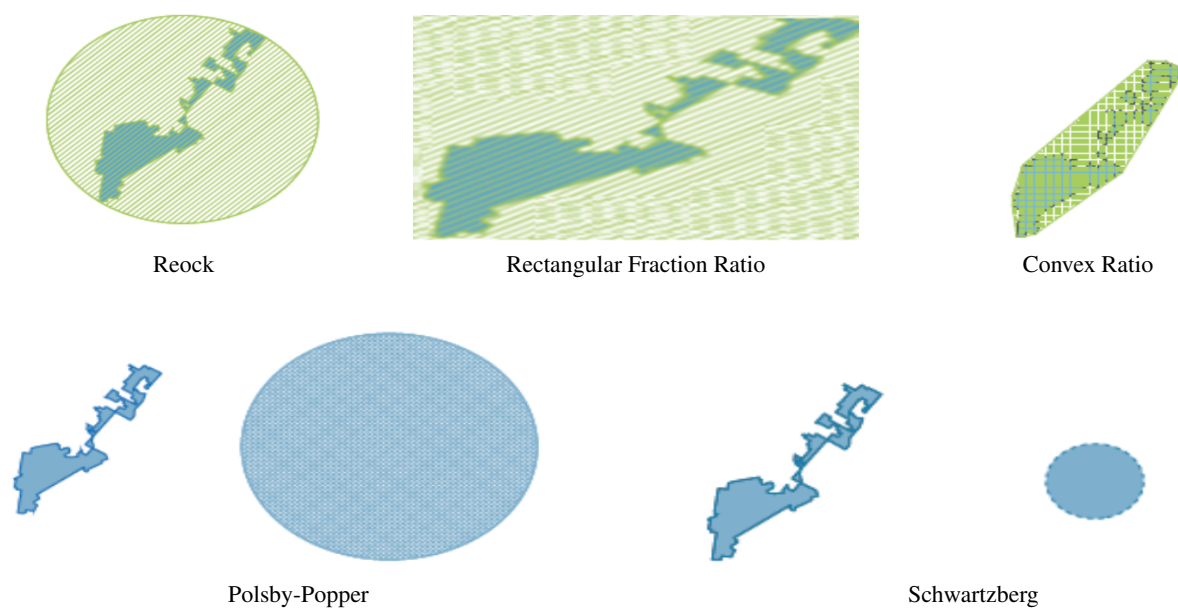 Reock
Rectangular Fraction Ratio
Convex Ratio
Polsby-Popper
Schwartzberg